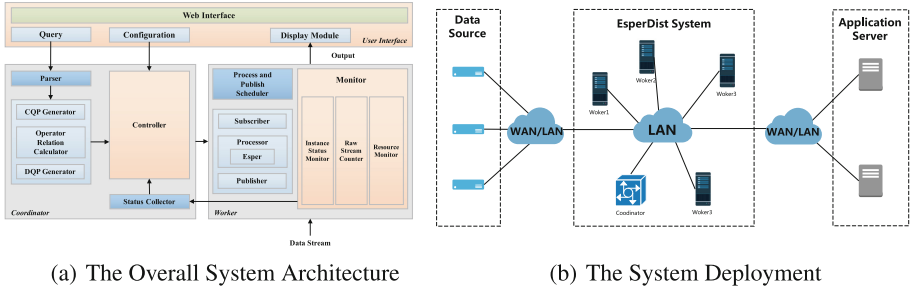 Web Interface
Query
Configuration
Display Module
User Interface
Output
Parser
CQP Generator
Operator
Relation
Calculator
DQP Generator
Controller
Status Collector
Coordinator
Process and
Publish
Scheduler
Subscriber
Processor
Esper
Publisher
Worker
Monitor
Instance
Status
Monitor
Raw
Stream
Counter
Resource
Monitor
Data Stream
(a) The Overall System Architecture
Data
Source
WAN/LAN
EsperDist System
Woker1
Woker2
Woker3
LAN
Coodinator
Woker3
WAN/LAN
Application
Server
(b) The System Deployment